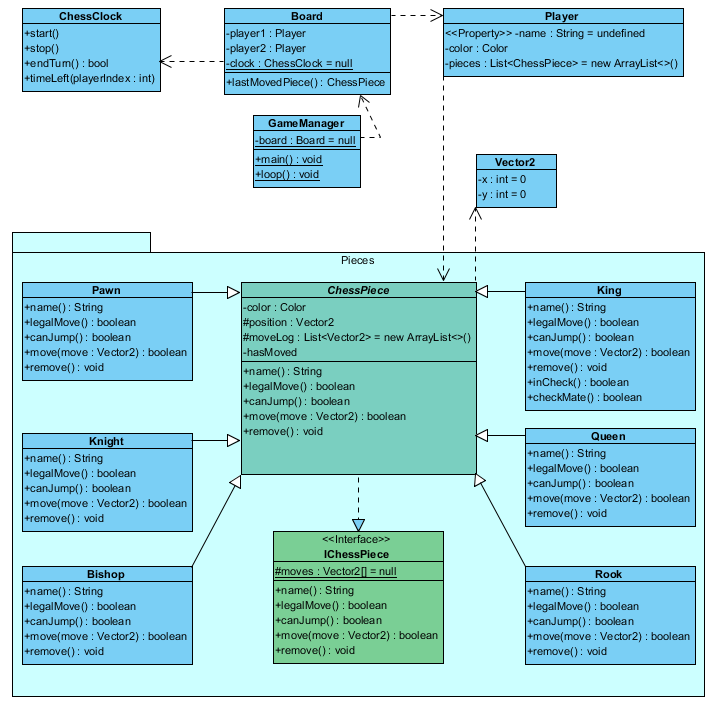 ChessClock
+start()
+stop()
+endTurn() : bool
+timeLeft(playerIndex : int)
Board
-player1 : Player
-player2 : Player
-clock : ChessClock = null
+lastMovedPiece() : ChessPiece
Player
<<Property>> -name : String = undefined
-color : Color
-pieces : List<ChessPiece> = new ArrayList<>()
GameManager
-board : Board = null
+main() : void
+loop() : void
Vector2
-x : int = 0
-y : int = 0
Pieces
Pawn
+name() : String
+legalMove() : boolean
+canJump() : boolean
+move(move : Vector2) : boolean
+remove() : void
ChessPiece
-color : Color
#position : Vector2
#moveLog : List<Vector2> = new ArrayList<>()
-hasMoved
+name() : String
+legalMove() : boolean
+canJump() : boolean
+move(move : Vector2) : boolean
+remove() : void
King
+name() : String
+legalMove() : boolean
+canJump() : boolean
+move(move : Vector2) : boolean
+remove() : void
+inCheck() : boolean
+checkMate() : boolean
Knight
+name() : String
+legalMove() : boolean
+canJump() : boolean
+move(move : Vector2) : boolean
+remove() : void
Queen
+name() : String
+legalMove() : boolean
+canJump() : boolean
+move(move : Vector2) : boolean
+remove() : void
Bishop
+name() : String
+legalMove() : boolean
+canJump() : boolean
+move(move : Vector2) : boolean
+remove() : void
<<Interface>>
IChessPiece
#moves : Vector2[] = null
+name() : String
+legalMove() : boolean
+canJump() : boolean
+move(move : Vector2) : boolean
+remove() : void
Rook
+name() : String
+legalMove() : boolean
+canJump() : boolean
+move(move : Vector2) : boolean
+remove() : void